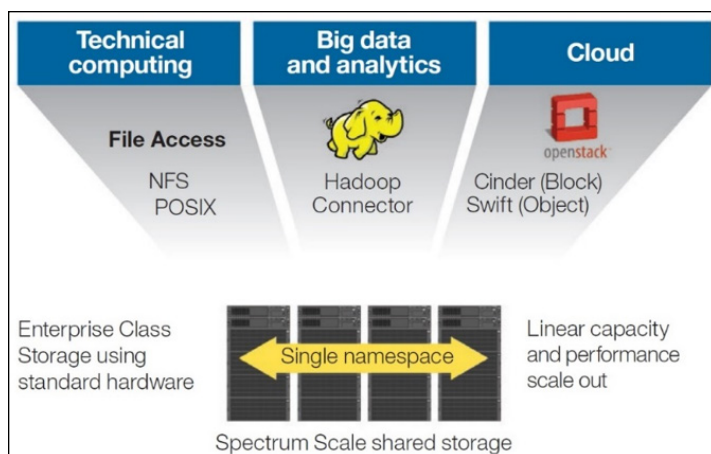 Technical
computing
Big data
and analytics
Cloud
File Access
NFS
POSIX
Hadoop
Connector
openstack
Cinder (Block)
Swift (Object)
Enterprise Class
Storage using
standard hardware
Single namespace
Linear capacity
and performance
scale out
Spectrum Scale shared storage